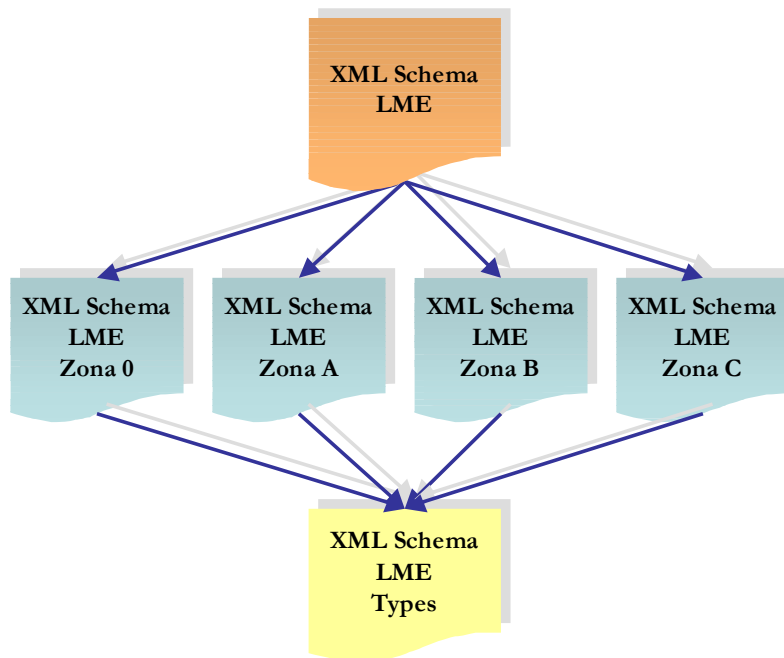 XML Schema
LME
XML Schema
LME
Zona 0
XML Schema
LME
Zona A
XML Schema
LME
Zona B
XML Schema
LME
Zona C
XML Schema
LME
Types